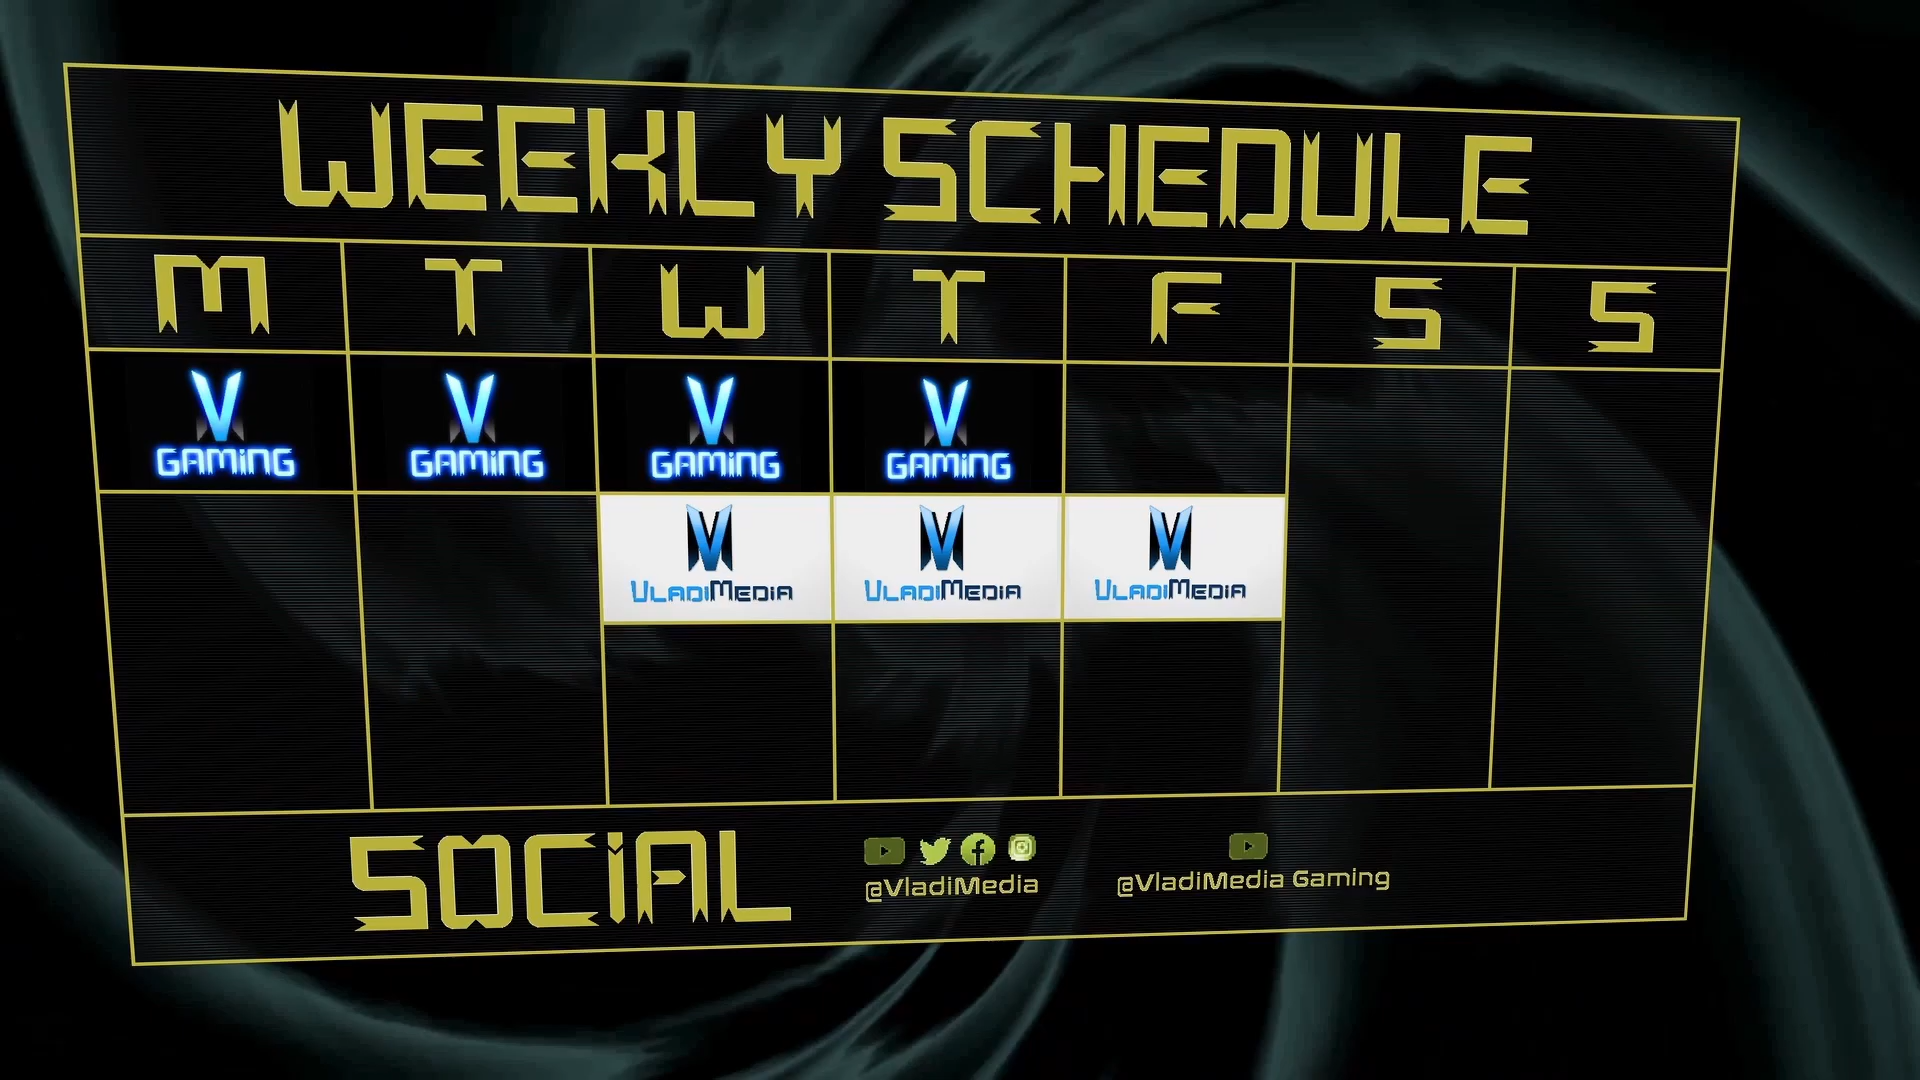 WEEKLY SCHEDULE
M T W T F S S
V V V V
GAMiNG GAMiNG GAMiNG GAMiNG
V V V
VLADiMEDiA VLADiMEDiA VLADiMEDiA
SOCiAL
@VladiMedia @VladiMedia Gaming